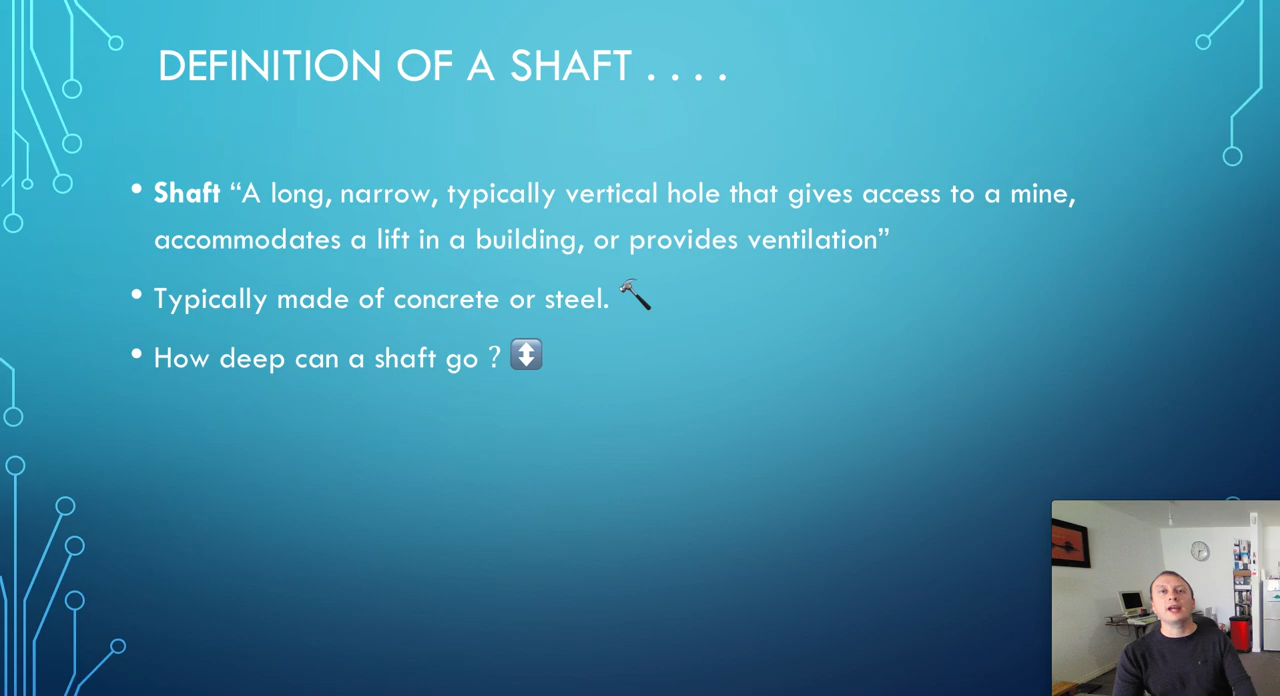 DEFINITION OF A SHAFT . . . .
• Shaft “A long, narrow, typically vertical hole that gives access to a mine,
accommodates a lift in a building, or provides ventilation”
• Typically made of concrete or steel. 🔨
• How deep can a shaft go ? ↕️